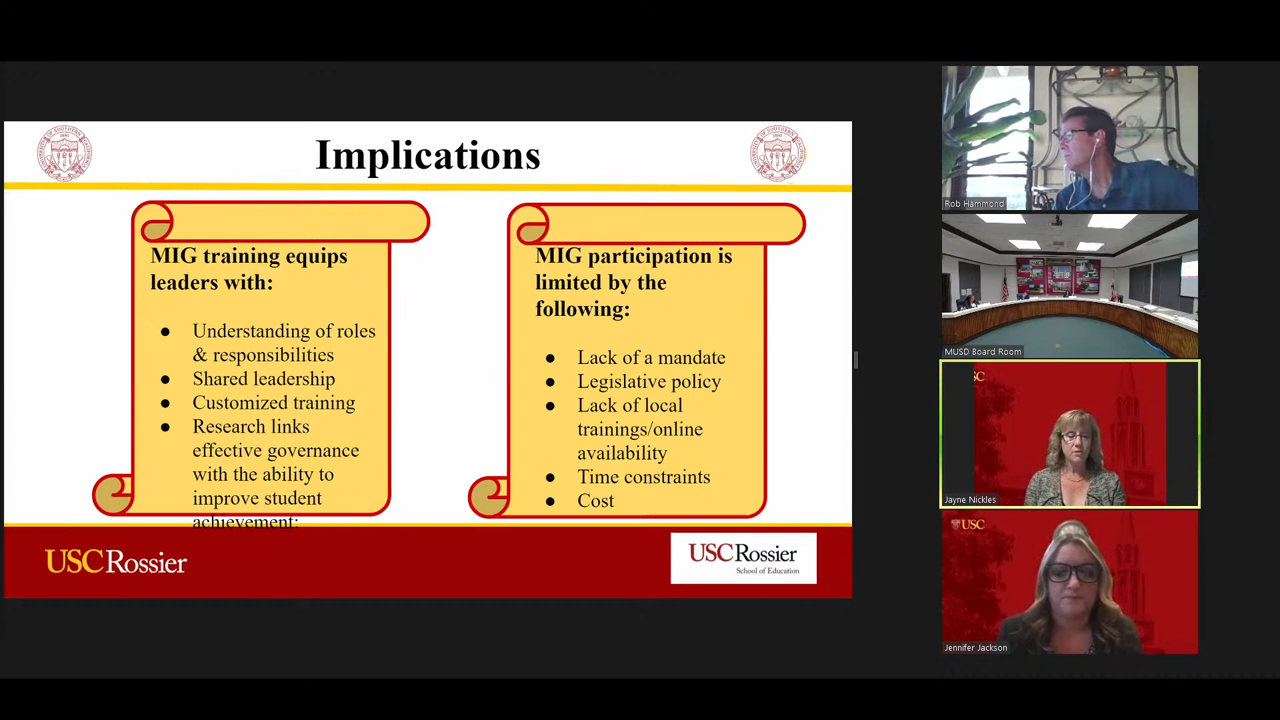 Implications
MIG training equips
leaders with:
● Understanding of roles
& responsibilities
● Shared leadership
● Customized training
● Research links
effective governance
with the ability to
improve student
achievement:
MIG participation is
limited by the
following:
● Lack of a mandate
● Legislative policy
● Lack of local
trainings/online
availability
● Time constraints
● Cost
USC Rossier
USC Rossier
School of Education
Rob Hammond
MUSD Board Room
SC
Jayne Nickles
USC
Jennifer Jackson